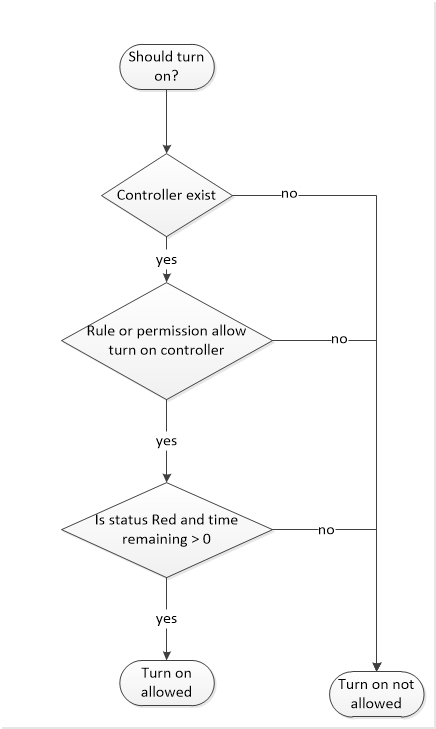 Should turn
on?
Controller exist
no
yes
Rule or permission allow
turn on controller
no
yes
Is status Red and time
remaining > 0
no
yes
Turn on
allowed
Turn on not
allowed